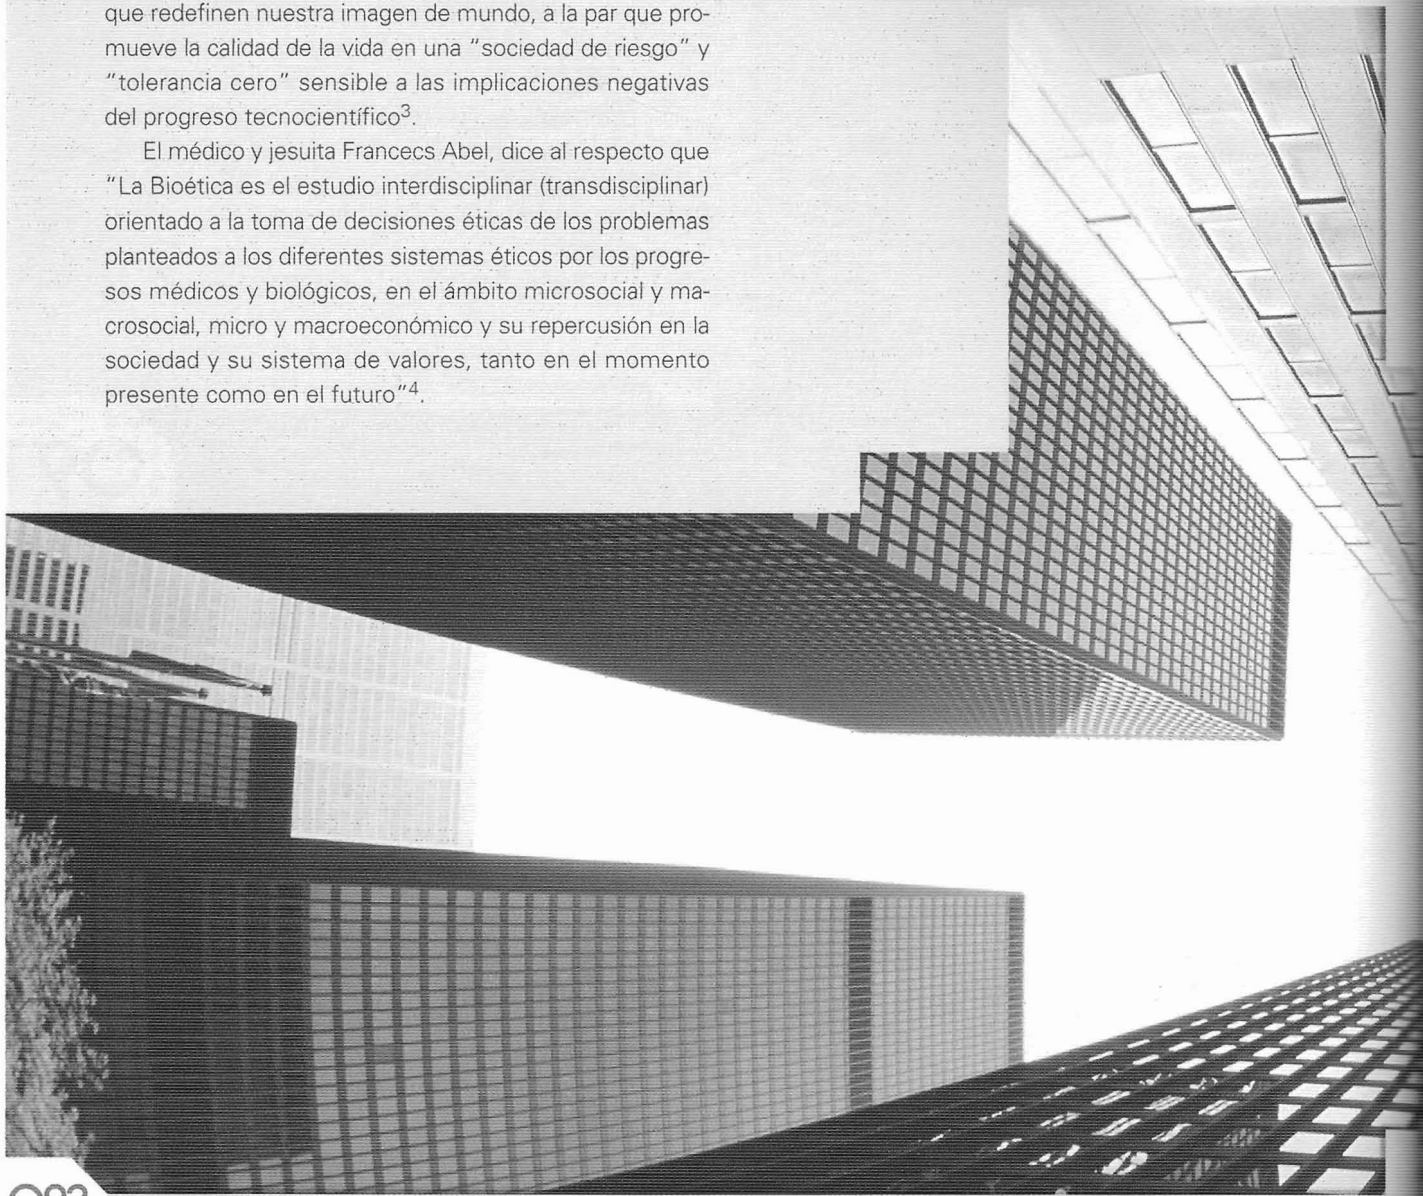 que redefinen nuestra imagen de mundo, a la par que pro-
mueve la calidad de la vida en una "sociedad de riesgo" y
"tolerancia cero" sensible a las implicaciones negativas
del progreso tecnocientífico³.
El médico y jesuita Francecs Abel, dice al respecto que
"La Bioética es el estudio interdisciplinar (transdisciplinar)
orientado a la toma de decisiones éticas de los problemas
planteados a los diferentes sistemas éticos por los progre-
sos médicos y biológicos, en el ámbito microsocial y ma-
crosocial, micro y macroeconómico y su repercusión en la
sociedad y su sistema de valores, tanto en el momento
presente como en el futuro"⁴.